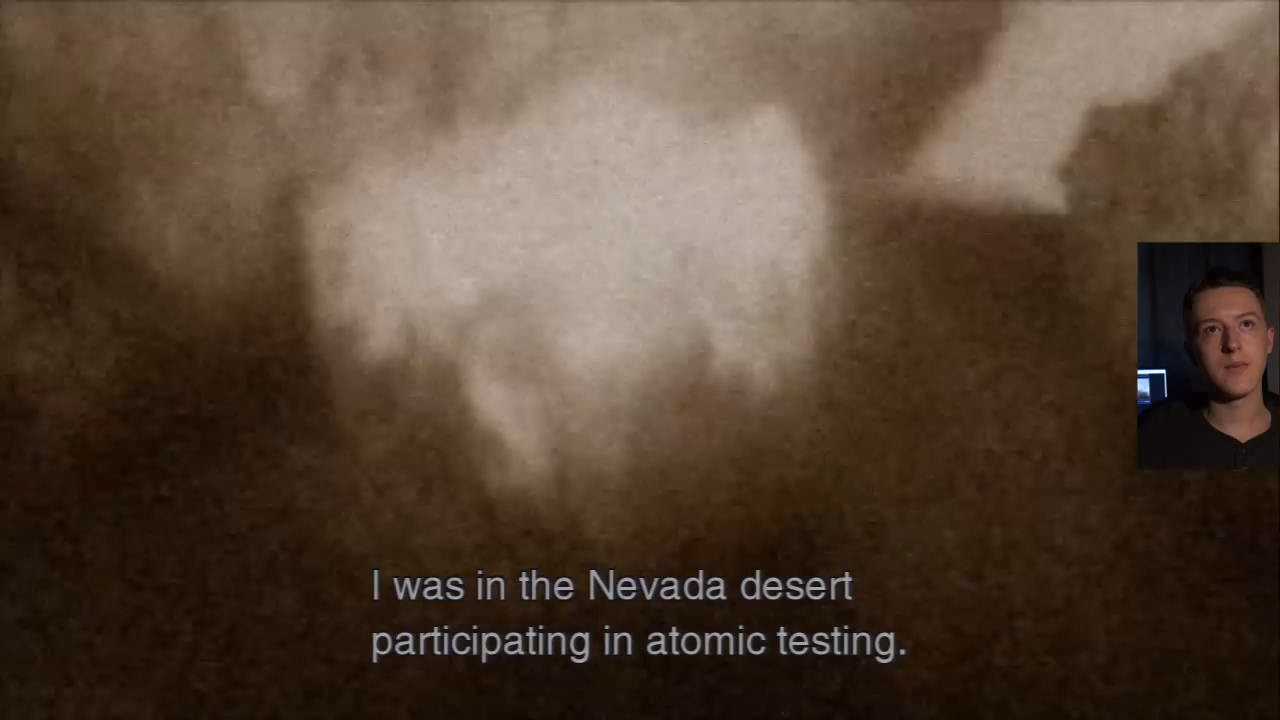 I was in the Nevada desert
participating in atomic testing.